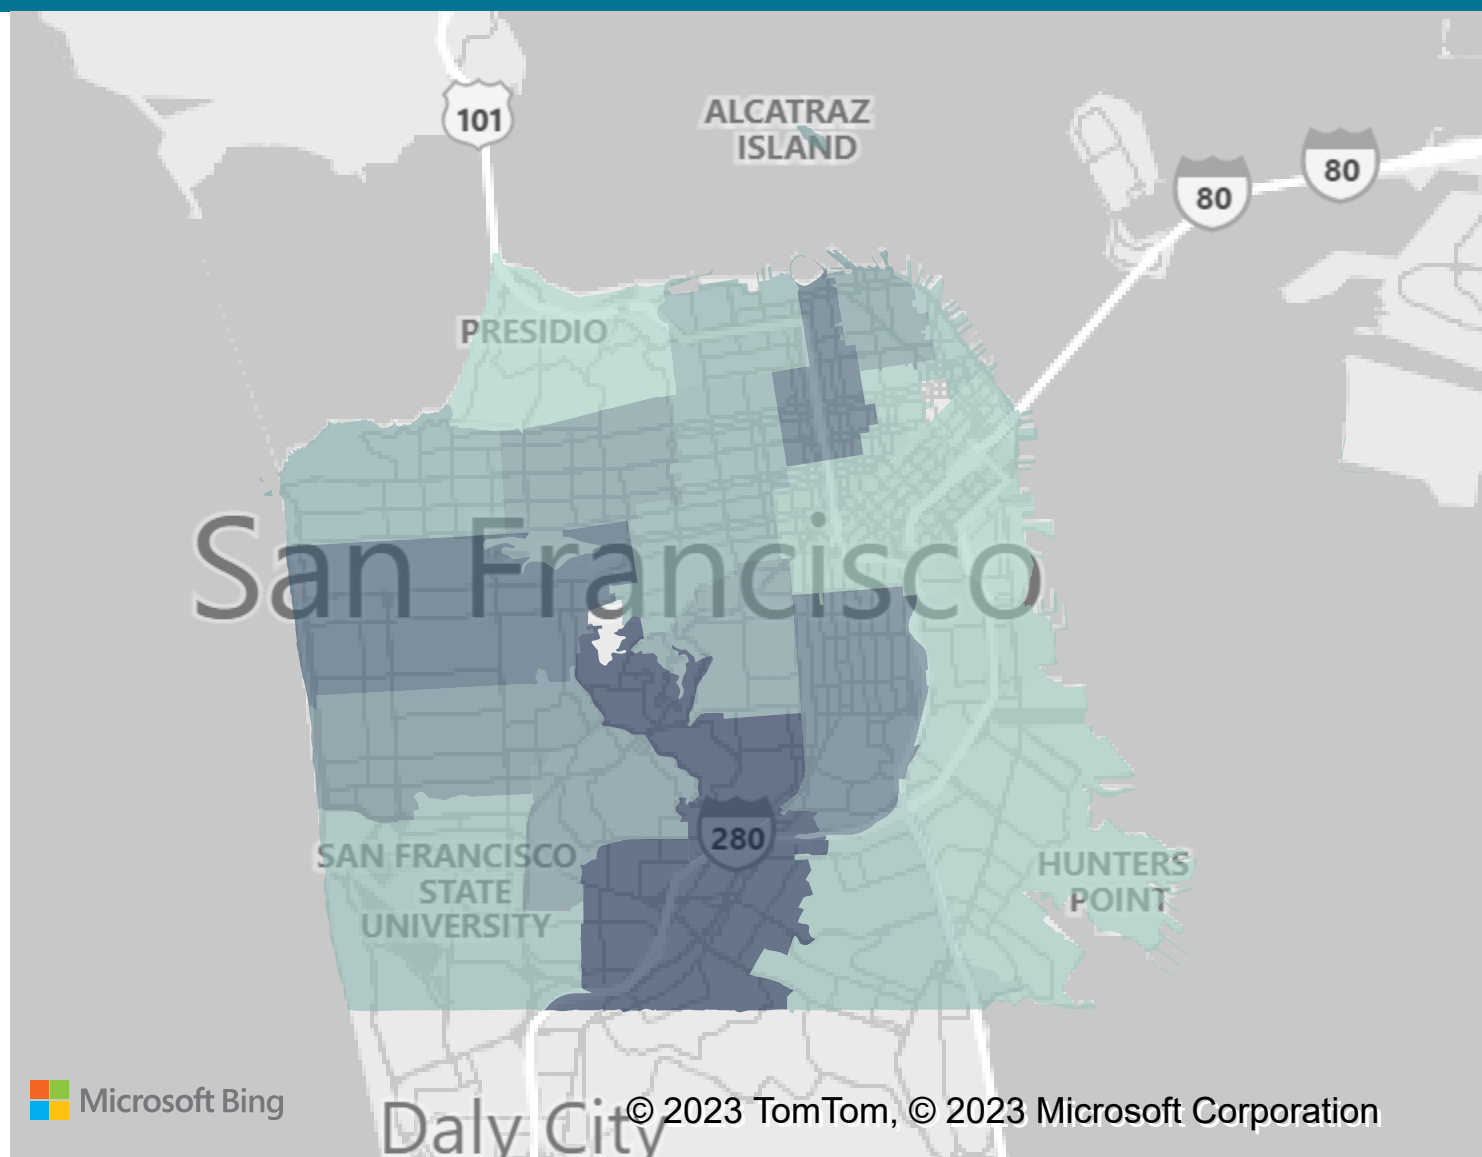 101
ALCATRAZ
ISLAND
80
80
PRESIDIO
San Francisco
280
SAN FRANCISCO
STATE
UNIVERSITY
HUNTERS
POINT
Microsoft Bing
© 2023 TomTom, © 2023 Microsoft Corporation
Daly City